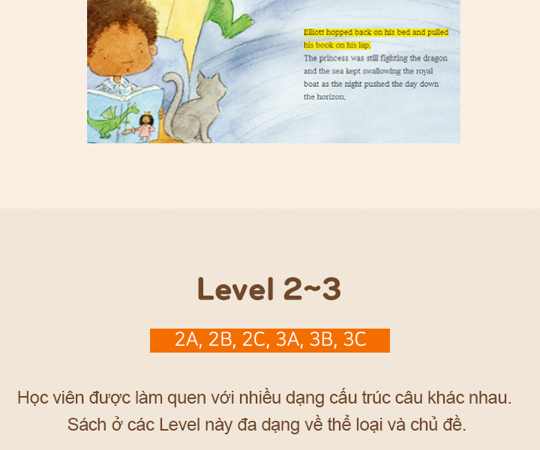 Elliott hopped back on his bed and pulled
his book on his lap.
The princess was still fighting the dragon
and the sea kept swallowing the royal
boat as the night pushed the day down
the horizon.
Level 2~3
2A, 2B, 2C, 3A, 3B, 3C
Học viên được làm quen với nhiều dạng cấu trúc câu khác nhau.
Sách ở các Level này đa dạng về thể loại và chủ đề.